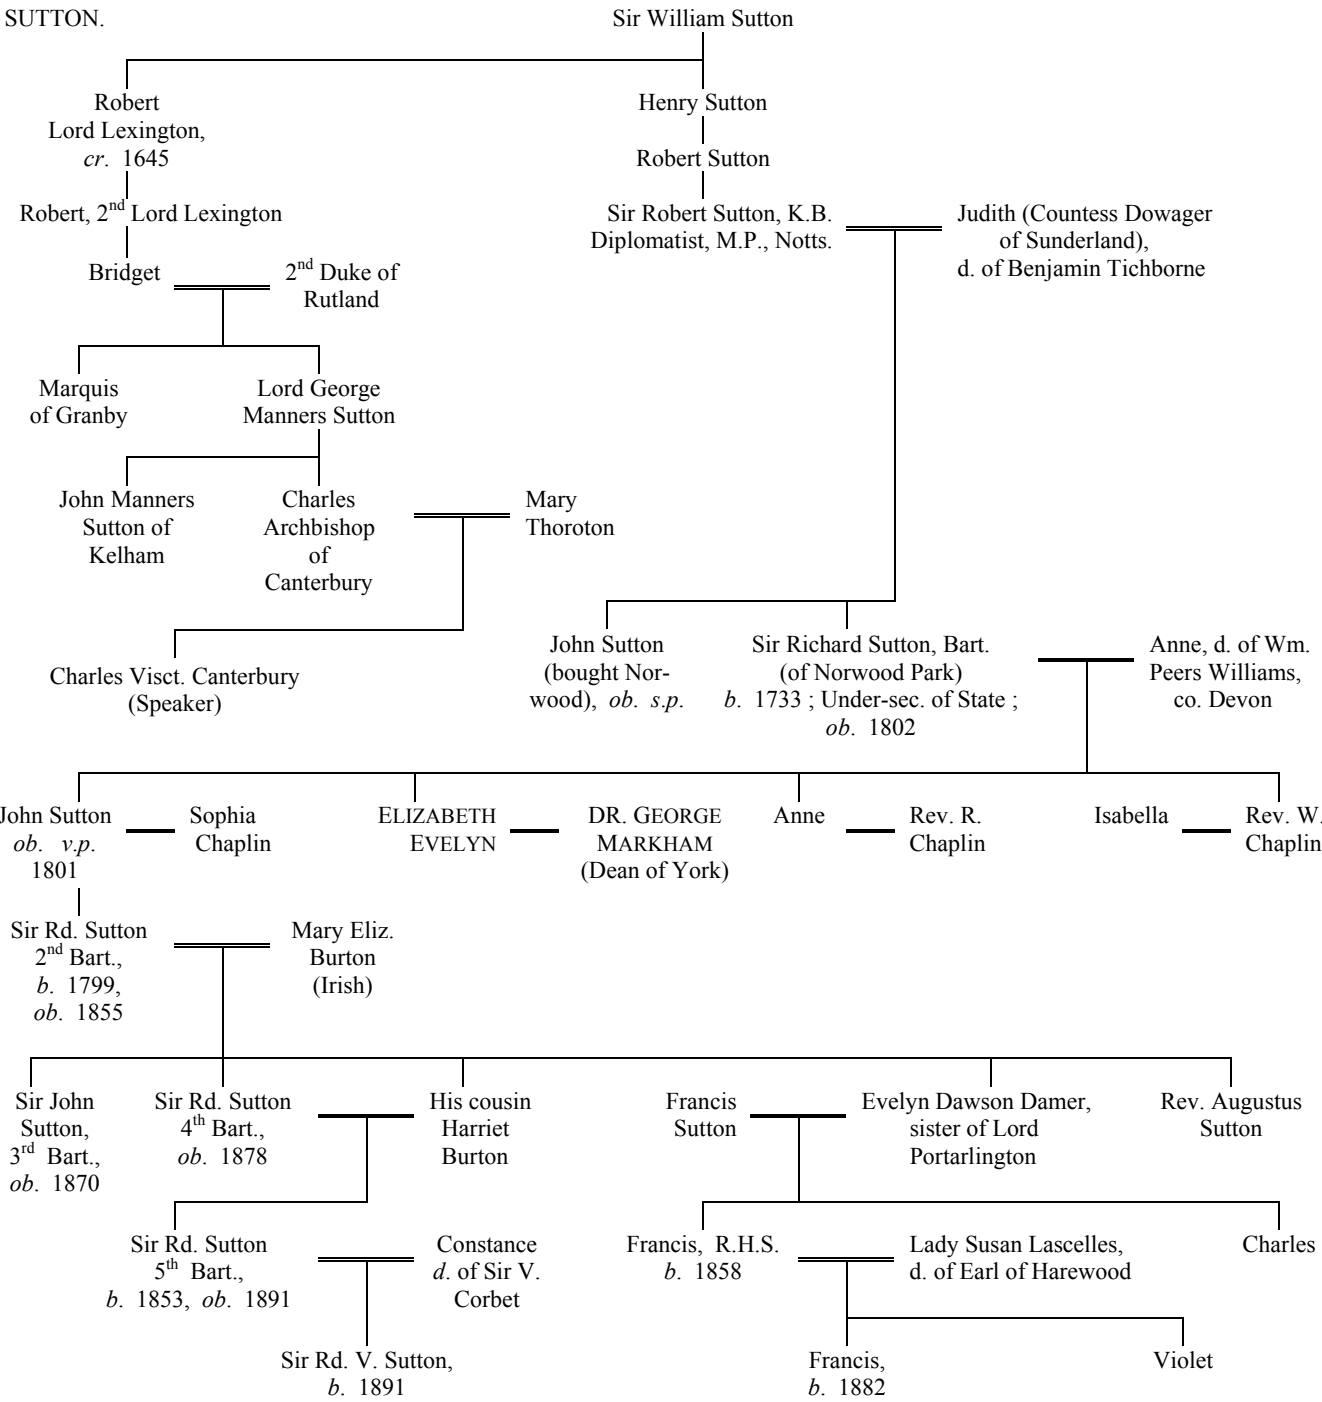 SUTTON.
Sir William Sutton
Robert
Lord Lexington,
cr. 1645
Henry Sutton
Robert Sutton
Robert, 2nd Lord Lexington
Sir Robert Sutton, K.B.
Diplomatist, M.P., Notts.
Judith (Countess Dowager
of Sunderland),
d. of Benjamin Tichborne
Bridget
2nd Duke of
Rutland
Marquis
of Granby
Lord George
Manners Sutton
John Manners
Sutton of
Kelham
Charles
Archbishop
of
Canterbury
Mary
Thoroton
Charles Visct. Canterbury
(Speaker)
John Sutton
(bought Nor-
wood), ob. s.p.
Sir Richard Sutton, Bart.
(of Norwood Park)
b. 1733 ; Under-sec. of State ;
ob. 1802
Anne, d. of Wm.
Peers Williams,
co. Devon
John Sutton
ob. v.p.
1801
Sophia
Chaplin
ELIZABETH
EVELYN
DR. GEORGE
MARKHAM
(Dean of York)
Anne
Rev. R.
Chaplin
Isabella
Rev. W.
Chaplin
Sir Rd. Sutton
2nd Bart.,
b. 1799,
ob. 1855
Mary Eliz.
Burton
(Irish)
Sir John
Sutton,
3rd Bart.,
ob. 1870
Sir Rd. Sutton
4th Bart.,
ob. 1878
His cousin
Harriet
Burton
Francis
Sutton
Evelyn Dawson Damer,
sister of Lord
Portarlington
Rev. Augustus
Sutton
Sir Rd. Sutton
5th Bart.,
b. 1853, ob. 1891
Constance
d. of Sir V.
Corbet
Francis, R.H.S.
b. 1858
Lady Susan Lascelles,
d. of Earl of Harewood
Charles
Sir Rd. V. Sutton,
b. 1891
Francis,
b. 1882
Violet